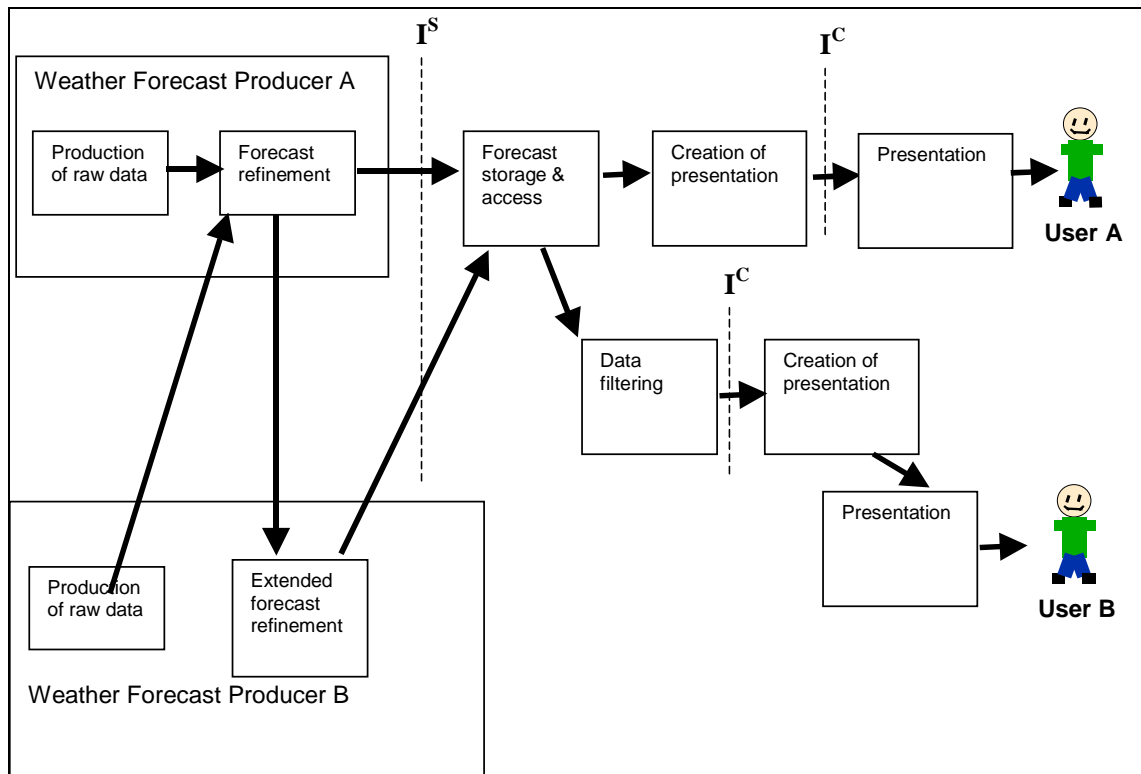 I^S
I^C
Weather Forecast Producer A
Production
of raw data
Forecast
refinement
Forecast
storage &
access
Creation of
presentation
Presentation
User A
I^C
Data
filtering
Creation of
presentation
Presentation
User B
Production
of raw data
Extended
forecast
refinement
Weather Forecast Producer B